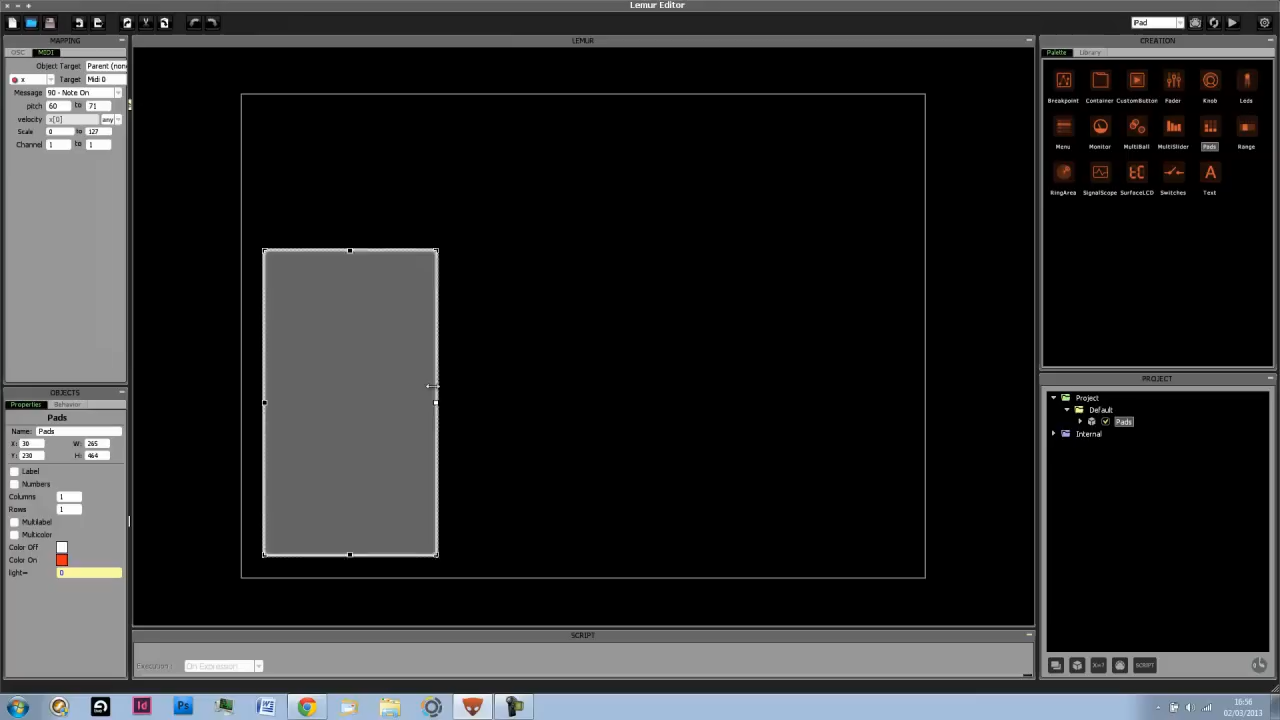 Lemur Editor
iPad
MAPPING
OSC MIDI
Object Target Parent (none
x Target Midi 0
Message 90 - Note On
pitch 60 to 71
velocity x[0] any
Scale 0 to 127
Channel 1 to 1
OBJECTS
Properties Behavior
Pads
Name: Pads
X: 30 W: 265
Y: 230 H: 464
Label
Numbers
Columns 1
Rows 1
Multilabel
Multicolor
Color Off
Color On
light= 0
LEMUR
SCRIPT
Execution : On Expression
CREATION
Palette Library
Breakpoint Container CustomButton Fader Knob Leds
Menu Monitor MultiBall MultiSlider Pads Range
RingArea SignalScope SurfaceLCD Switches Text
PROJECT
Project
Default
Pads
Internal
X=? SCRIPT
16:56
02/03/2013